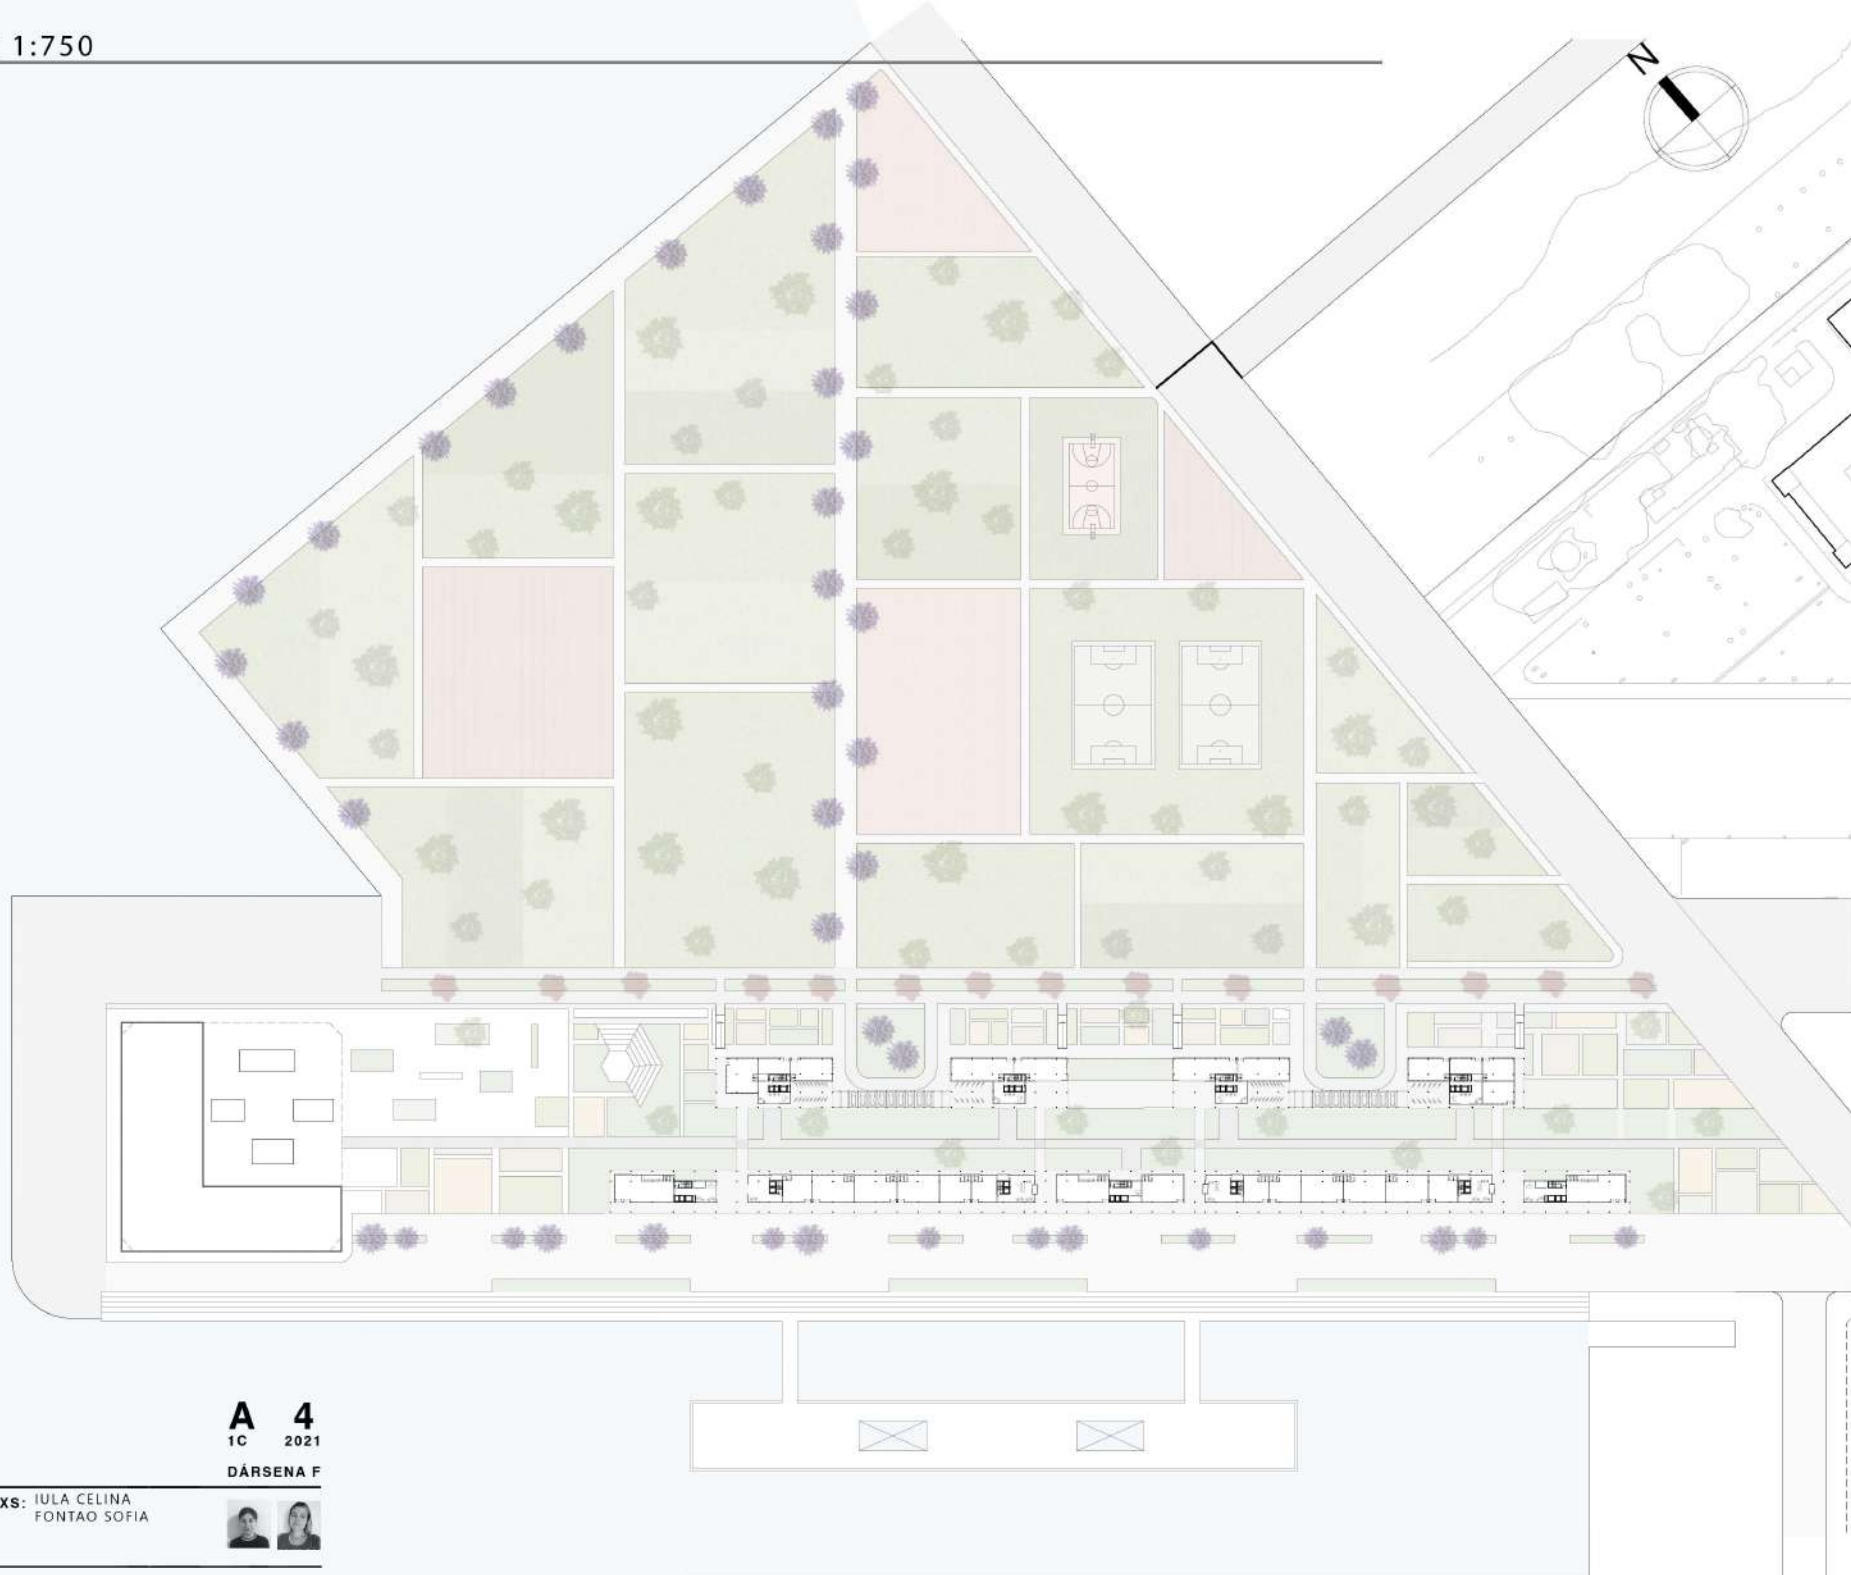 1:750
N
A 4
1C 2021
DÁRSENA F
XS: IULA CELINA
FONTAO SOFIA